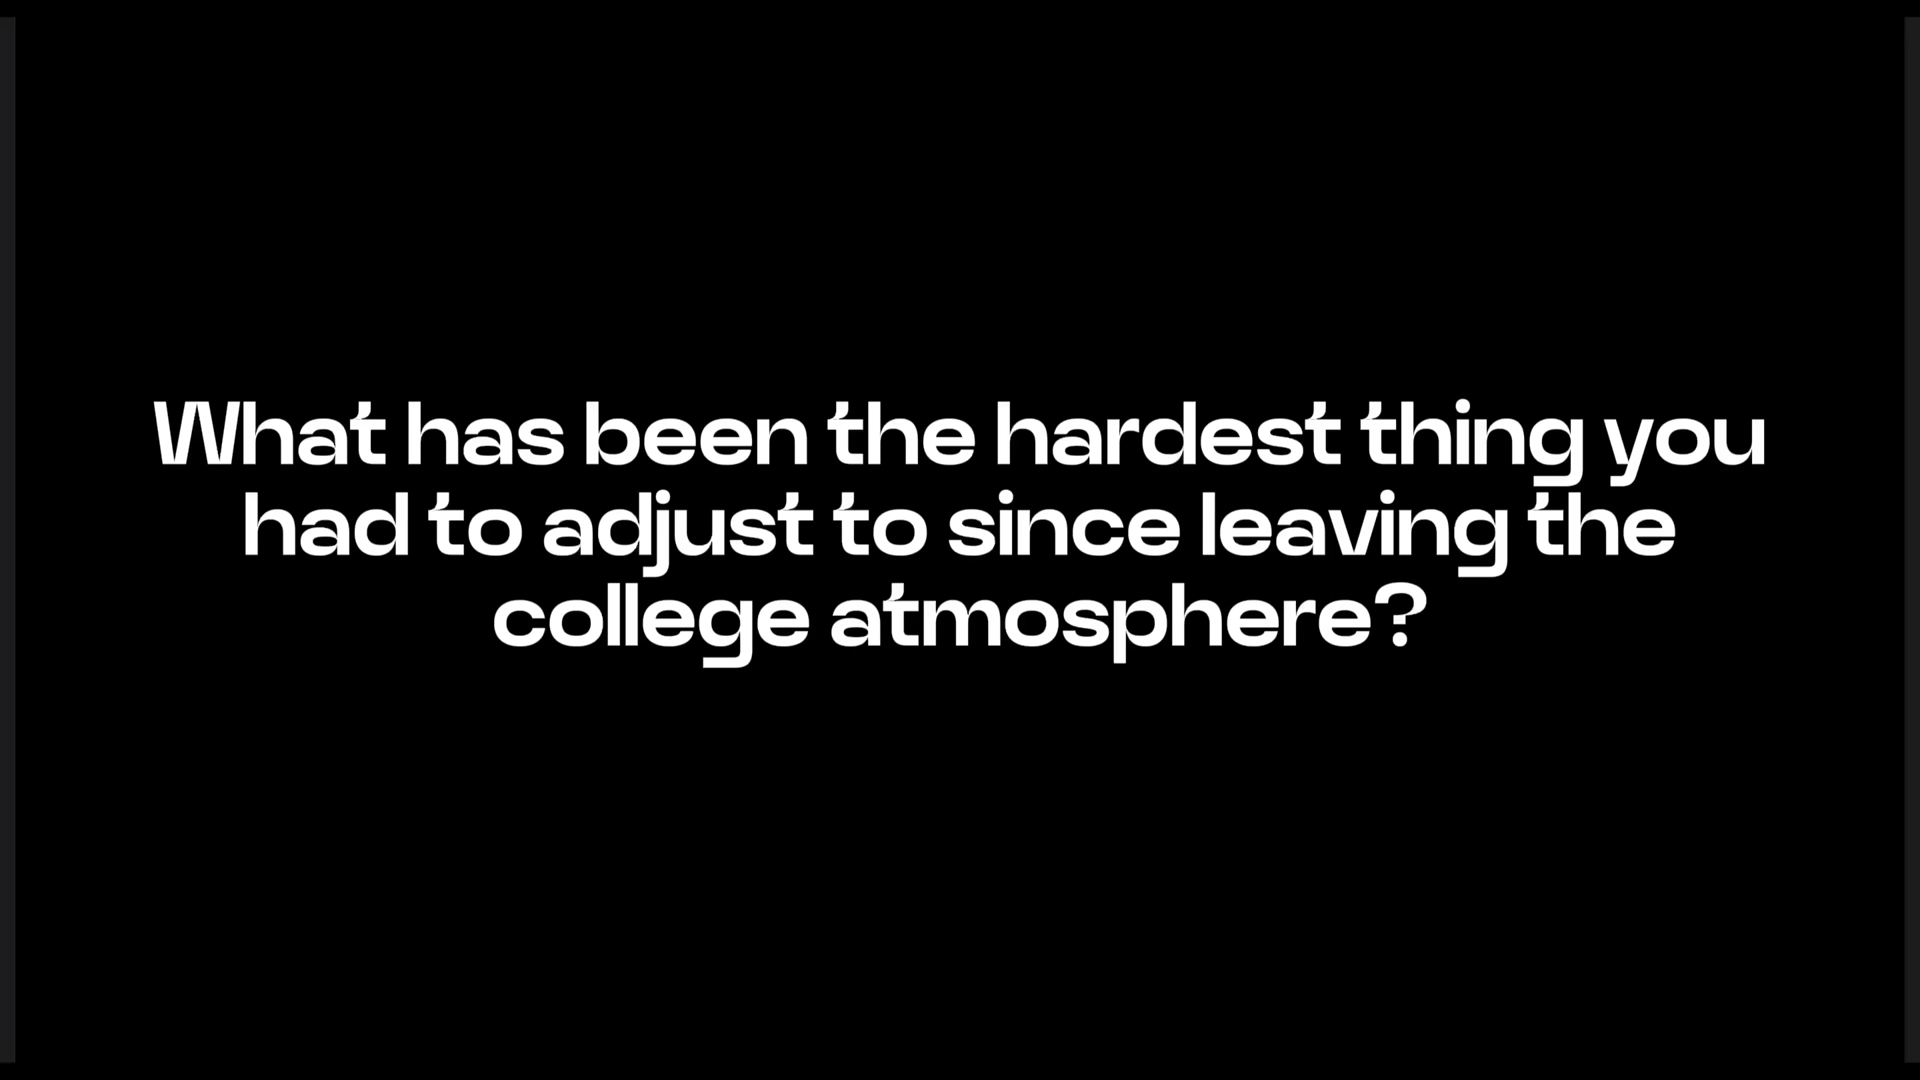 What has been the hardest thing you
had to adjust to since leaving the
college atmosphere?